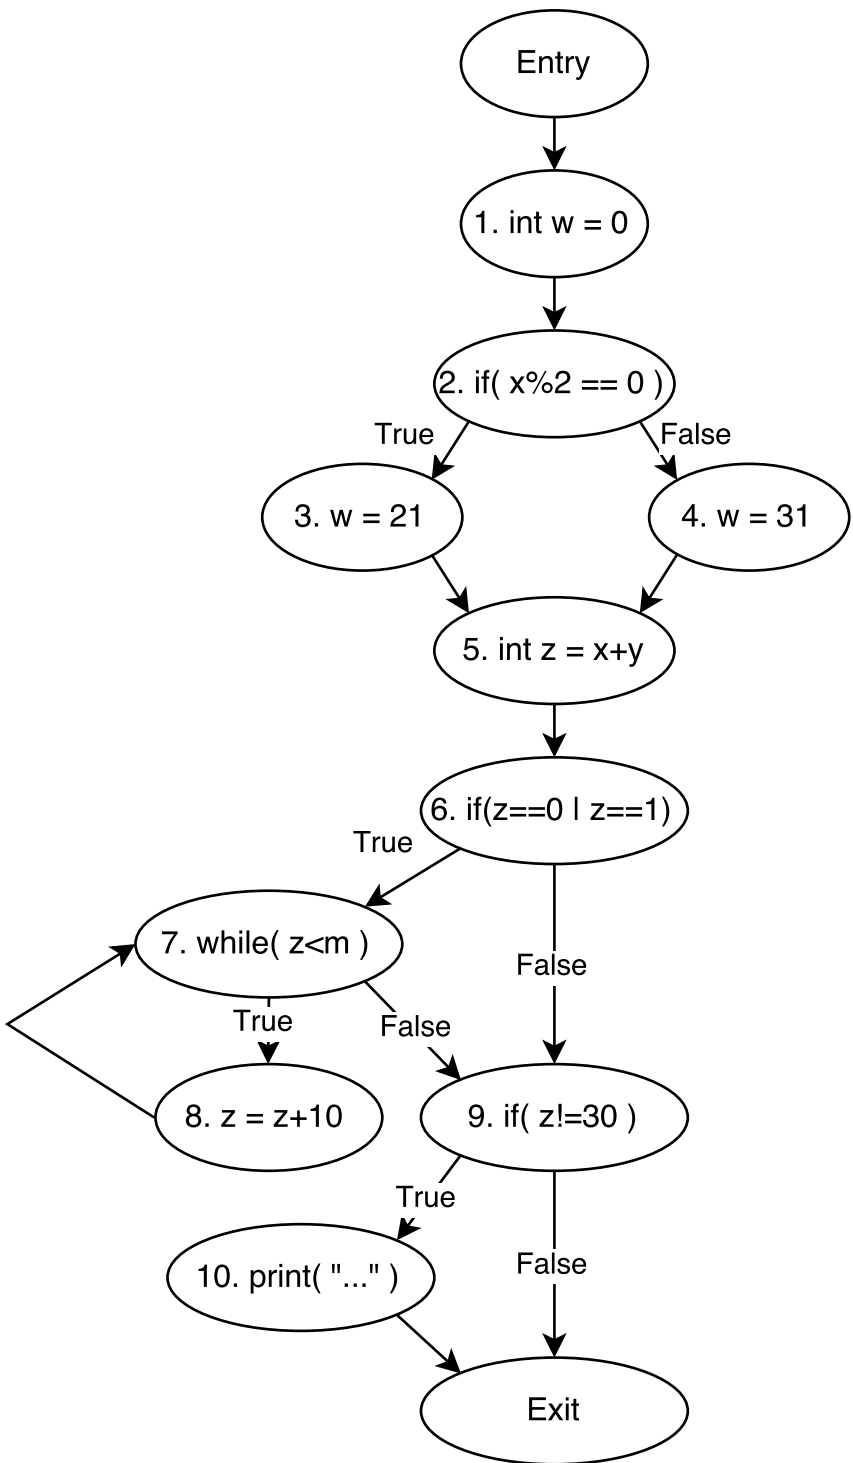 Entry
1. int w = 0
2. if( x%2 == 0 )
True
False
3. w = 21
4. w = 31
5. int z = x+y
6. if(z==0 | z==1)
True
7. while( z<m )
False
True
False
8. z = z+10
9. if( z!=30 )
True
10. print( "..." )
False
Exit